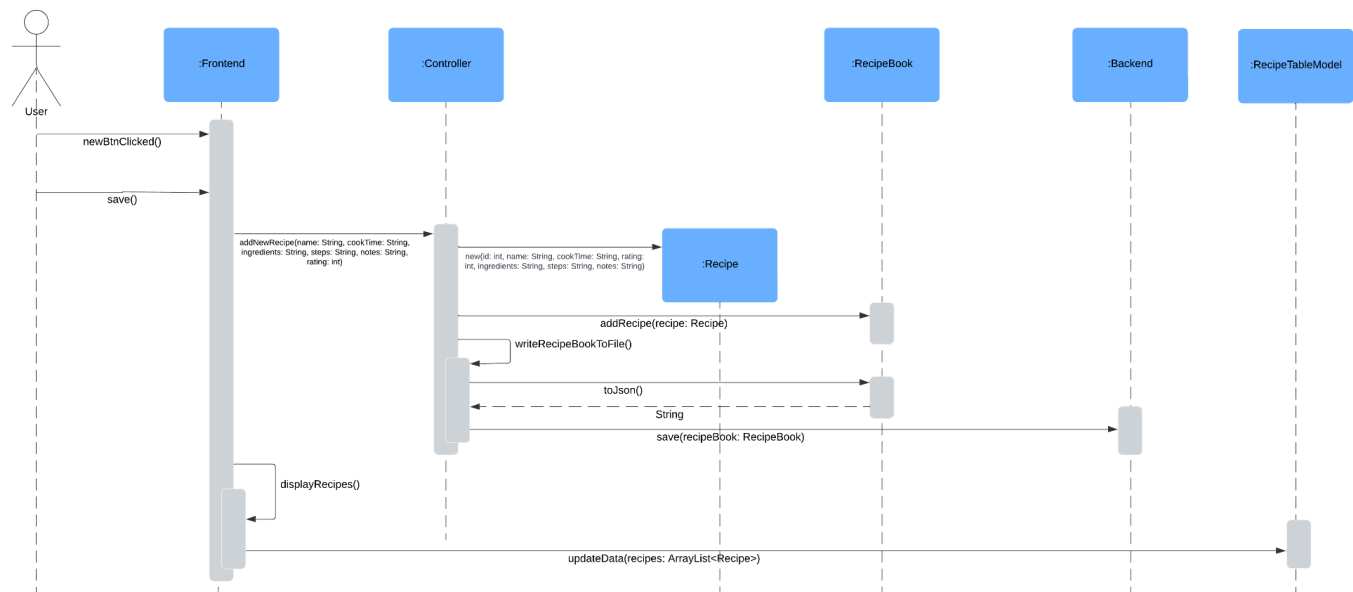 :Frontend
:Controller
:RecipeBook
:Backend
:RecipeTableModel
User
newBtnClicked()
save()
addNewRecipe(name: String, cookTime: String,
ingredients: String, steps: String, notes: String,
rating: int)
new(id: int, name: String, cookTime: String, rating:
int, ingredients: String, steps: String, notes: String)
:Recipe
addRecipe(recipe: Recipe)
writeRecipeBookToFile()
toJson()
String
save(recipeBook: RecipeBook)
displayRecipes()
updateData(recipes: ArrayList<Recipe>)